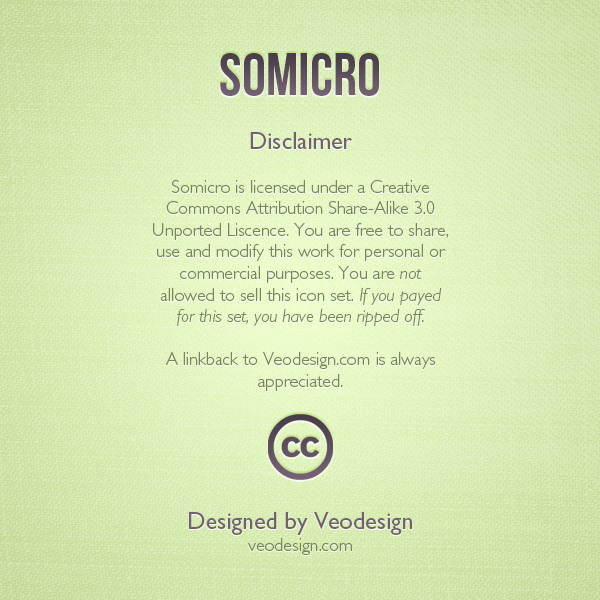 SOMICRO
Disclaimer
Somicro is licensed under a Creative
Commons Attribution Share-Alike 3.0
Unported Liscence. You are free to share,
use and modify this work for personal or
commercial purposes. You are not
allowed to sell this icon set. If you payed
for this set, you have been ripped off.
A linkback to Veodesign.com is always
appreciated.
cc
Designed by Veodesign
veodesign.com